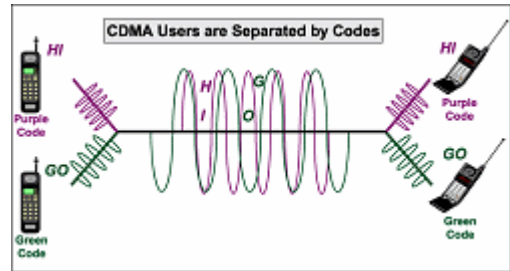 CDMA Users are Separated by Codes
HI
HI
H
G
I
O
Purple
Code
Purple
Code
GO
GO
Green
Code
Green
Code